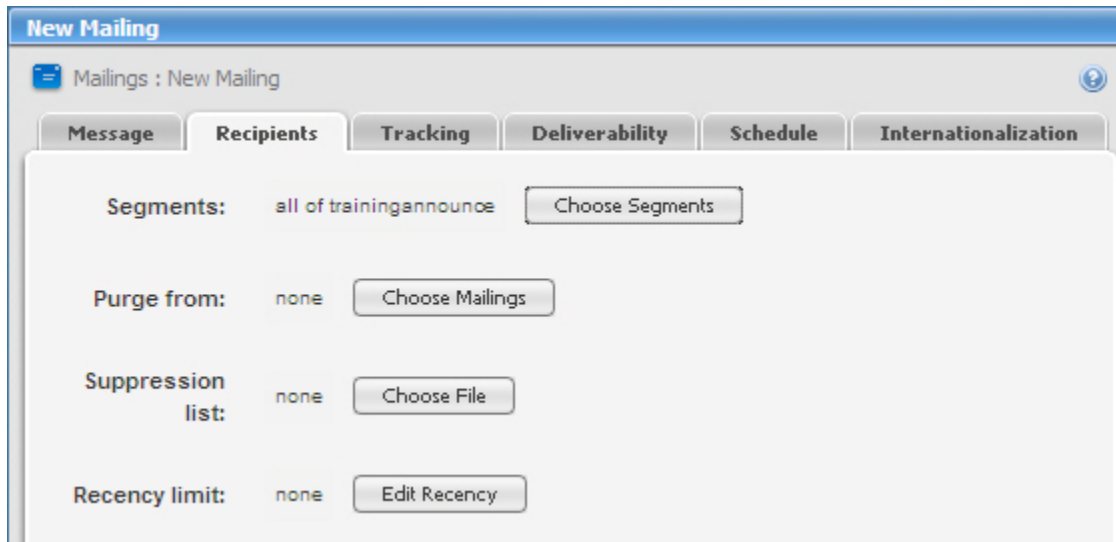 New Mailing
Mailings : New Mailing
Message Recipients Tracking Deliverability Schedule Internationalization
Segments: all of trainingannounce Choose Segments
Purge from: none Choose Mailings
Suppression
list: none Choose File
Recency limit: none Edit Recency